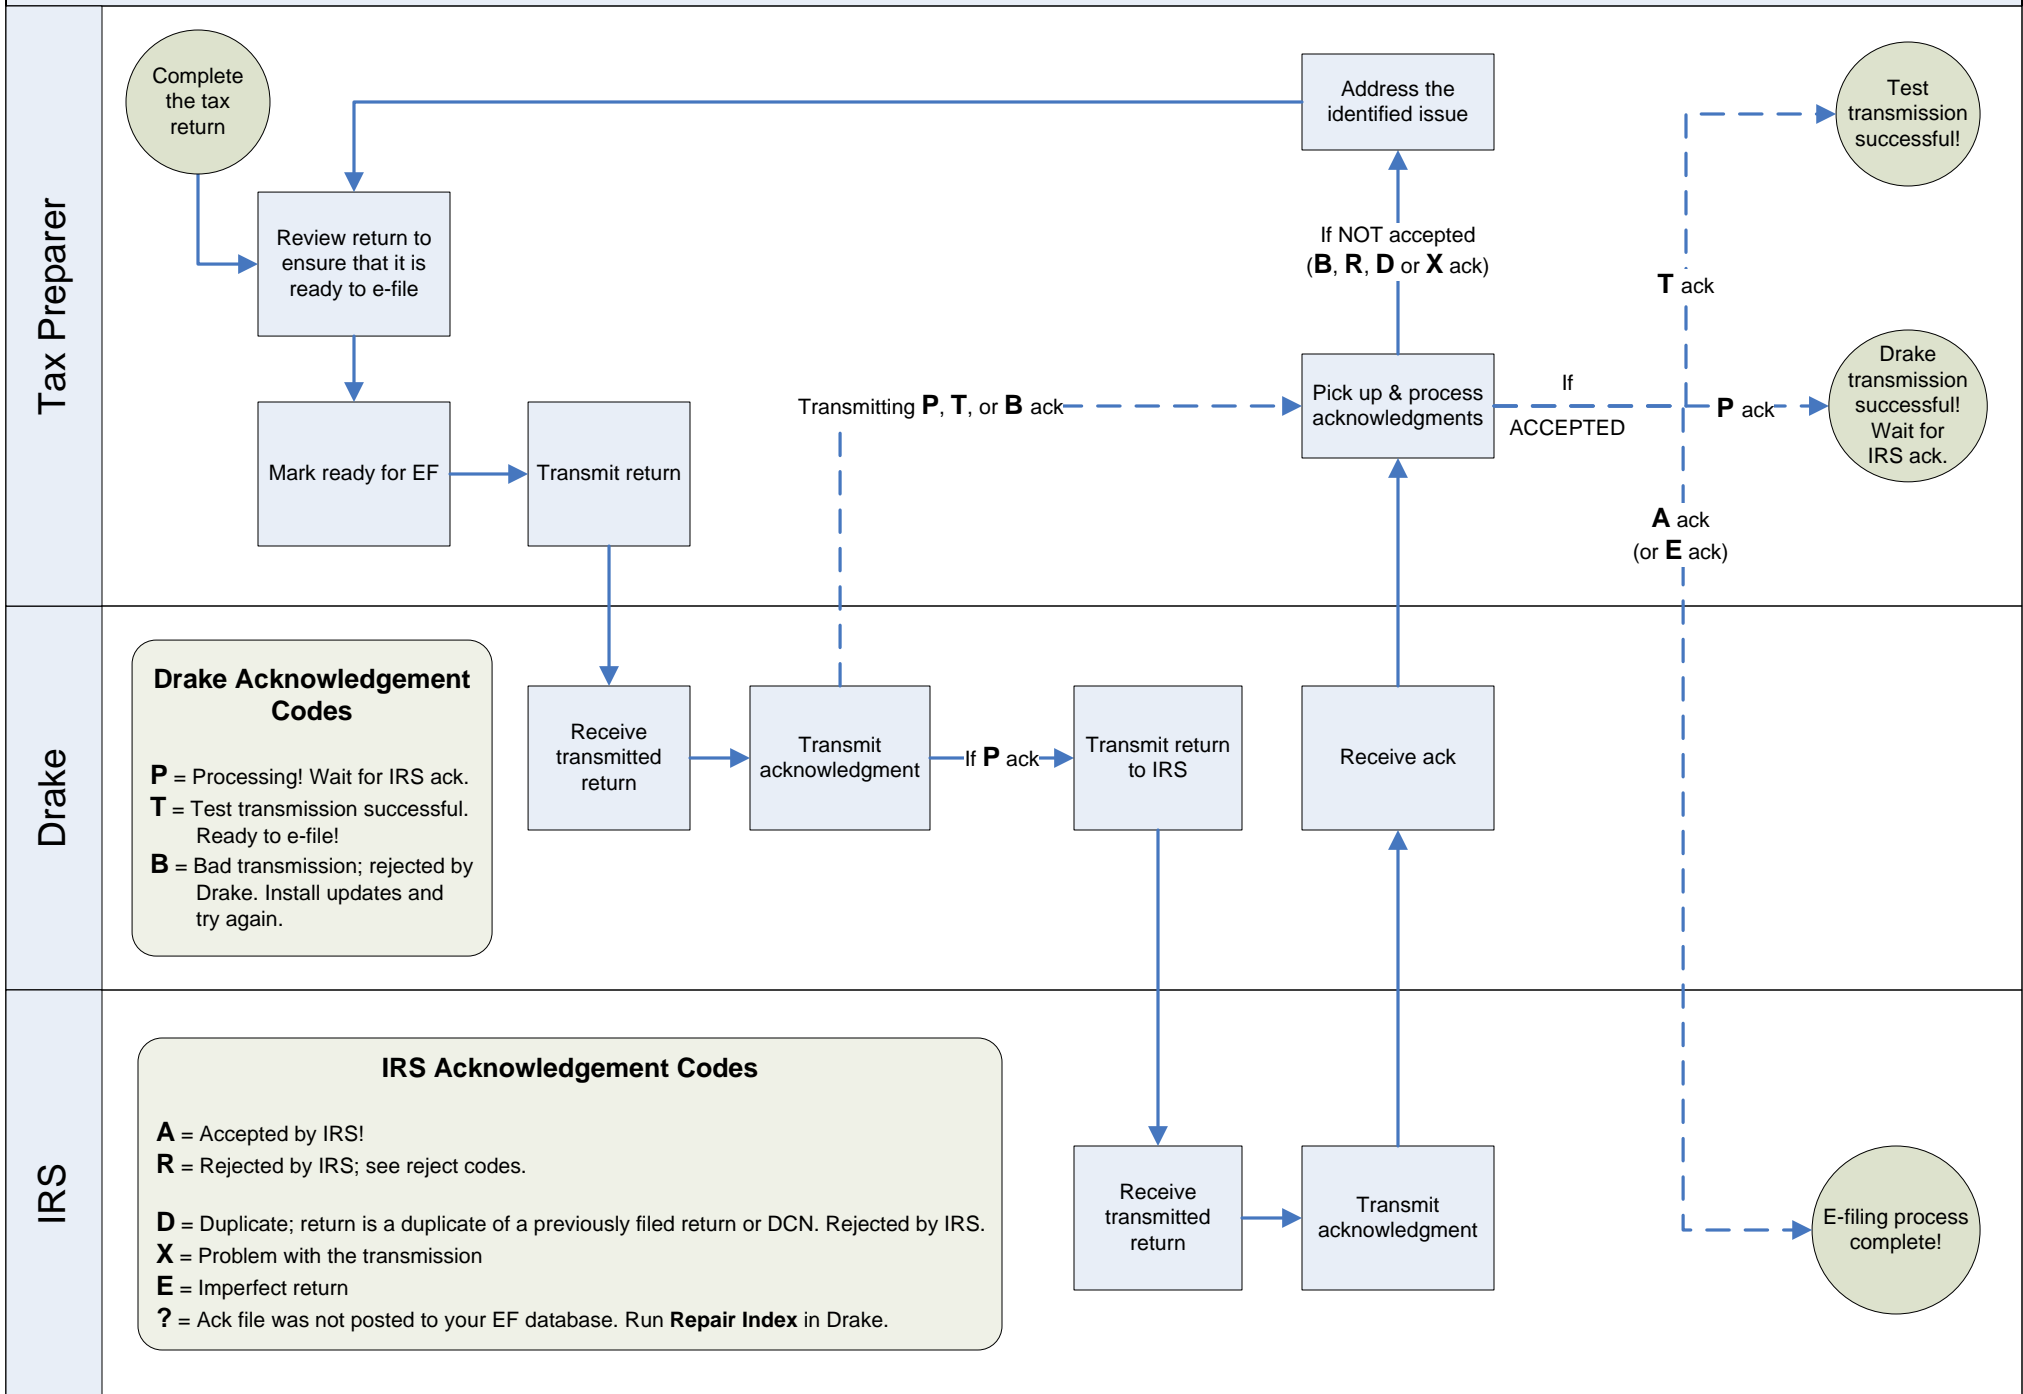 Tax Preparer
Complete
the tax
return
Review return to
ensure that it is
ready to e-file
Mark ready for EF
Transmit return
Transmitting P, T, or B ack
Address the
identified issue
If NOT accepted
(B, R, D or X ack)
Pick up & process
acknowledgments
If
ACCEPTED
T ack
P ack
A ack
(or E ack)
Test
transmission
successful!
Drake
transmission
successful!
Wait for
IRS ack.
Drake
Drake Acknowledgement
Codes
P = Processing! Wait for IRS ack.
T = Test transmission successful.
Ready to e-file!
B = Bad transmission; rejected by
Drake. Install updates and
try again.
Receive
transmitted
return
Transmit
acknowledgment
If P ack
Transmit return
to IRS
Receive ack
IRS
IRS Acknowledgement Codes
A = Accepted by IRS!
R = Rejected by IRS; see reject codes.
D = Duplicate; return is a duplicate of a previously filed return or DCN. Rejected by IRS.
X = Problem with the transmission
E = Imperfect return
? = Ack file was not posted to your EF database. Run Repair Index in Drake.
Receive
transmitted
return
Transmit
acknowledgment
E-filing process
complete!